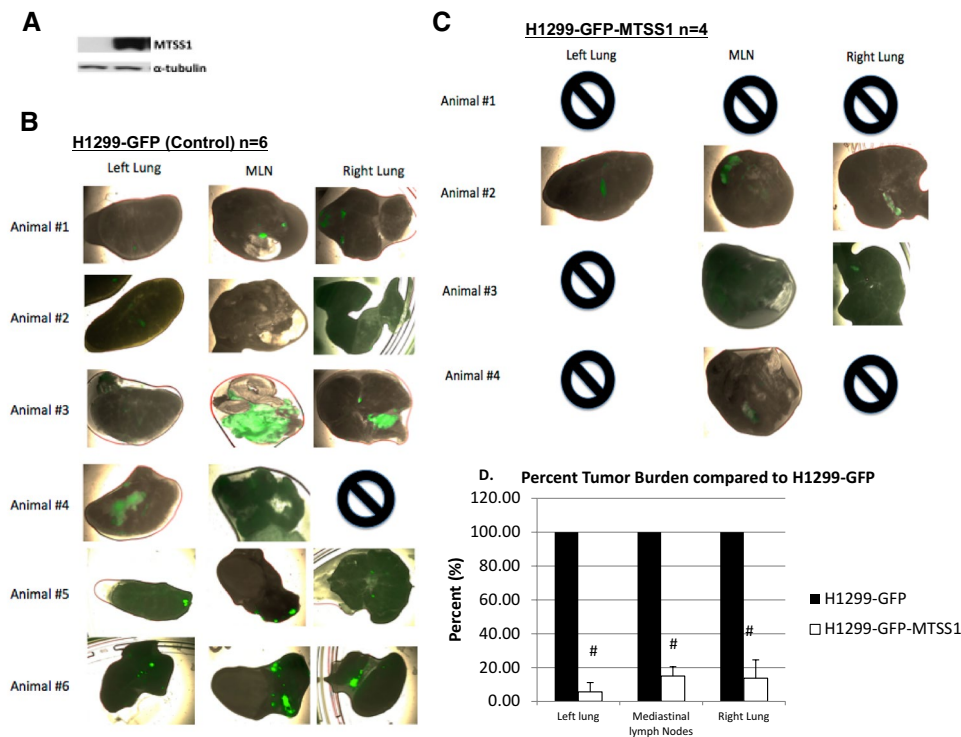 A
MTSS1
α-tubulin
B
H1299-GFP (Control) n=6
Left Lung MLN Right Lung
Animal #1
Animal #2
Animal #3
Animal #4
Animal #5
Animal #6
C
H1299-GFP-MTSS1 n=4
Left Lung MLN Right Lung
Animal #1
Animal #2
Animal #3
Animal #4
D. Percent Tumor Burden compared to H1299-GFP
120.00
100.00
80.00
60.00
40.00
20.00
0.00
Percent (%)
# # #
Left lung Mediastinal Right Lung
lymph Nodes
H1299-GFP
H1299-GFP-MTSS1